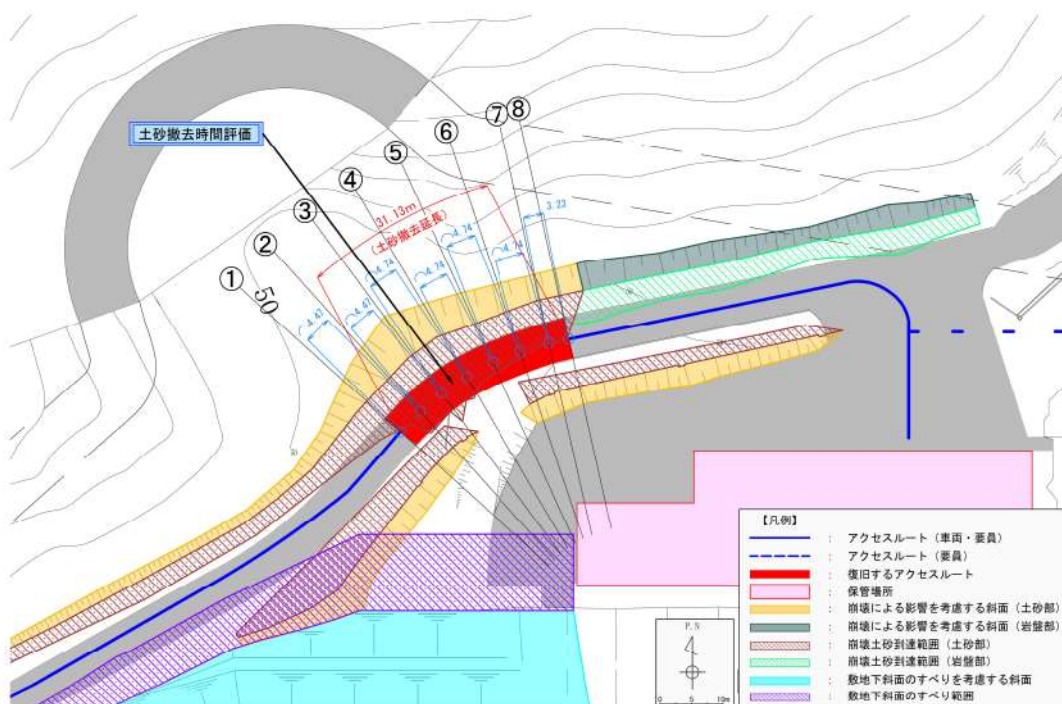 土砂撤去時間評価
①
②
③
④
⑤
⑥
⑦
⑧
50
31.13m
(土砂撤去延長)
4.47
4.47
4.74
4.74
4.74
4.74
3.22
【凡例】
: アクセスルート（車両・要員）
: アクセスルート（要員）
: 復旧するアクセスルート
: 保管場所
: 崩壊による影響を考慮する斜面（土砂部）
: 崩壊による影響を考慮する斜面（岩盤部）
: 崩壊土砂到達範囲（土砂部）
: 崩壊土砂到達範囲（岩盤部）
: 敷地下斜面のすべりを考慮する斜面
: 敷地下斜面のすべり範囲
P.N
0 5 10m